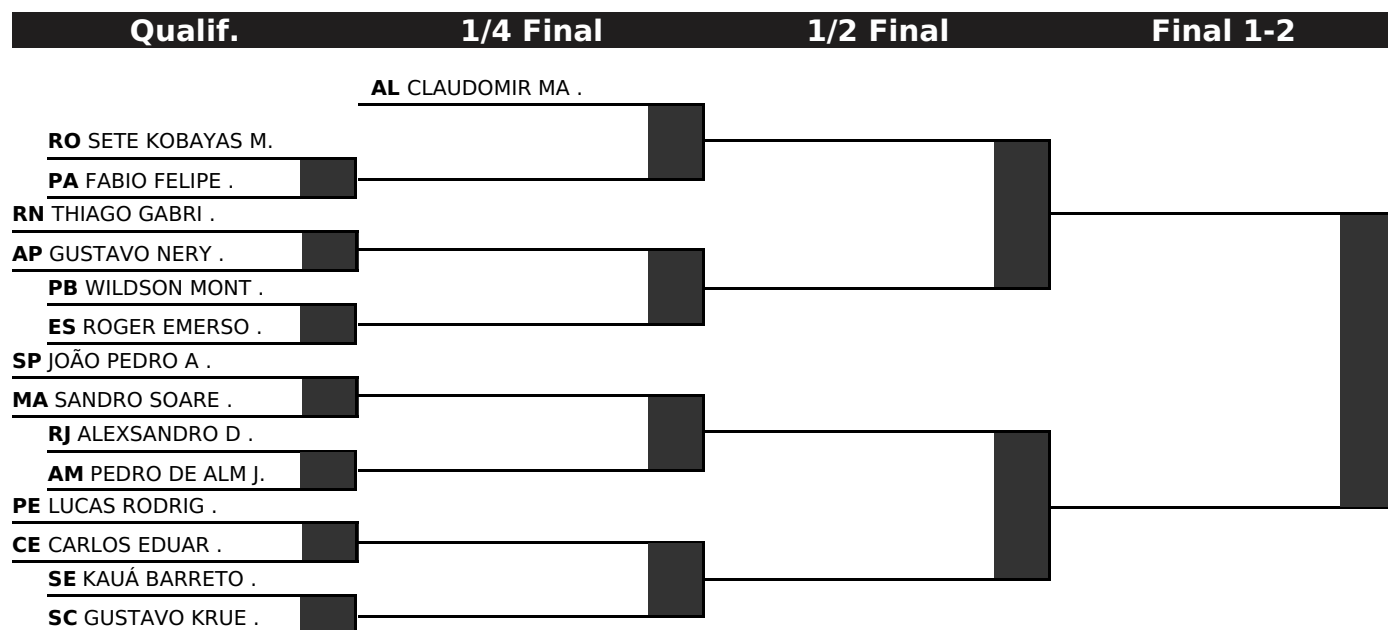 Qualif. 1/4 Final 1/2 Final Final 1-2
AL CLAUDOMIR MA .
RO SETE KOBAYAS M.
PA FABIO FELIPE .
RN THIAGO GABRI .
AP GUSTAVO NERY .
PB WILDSON MONT .
ES ROGER EMERSO .
SP JOÃO PEDRO A .
MA SANDRO SOARE .
RJ ALEXSANDRO D .
AM PEDRO DE ALM J.
PE LUCAS RODRIG .
CE CARLOS EDUAR .
SE KAUÁ BARRETO .
SC GUSTAVO KRUE .